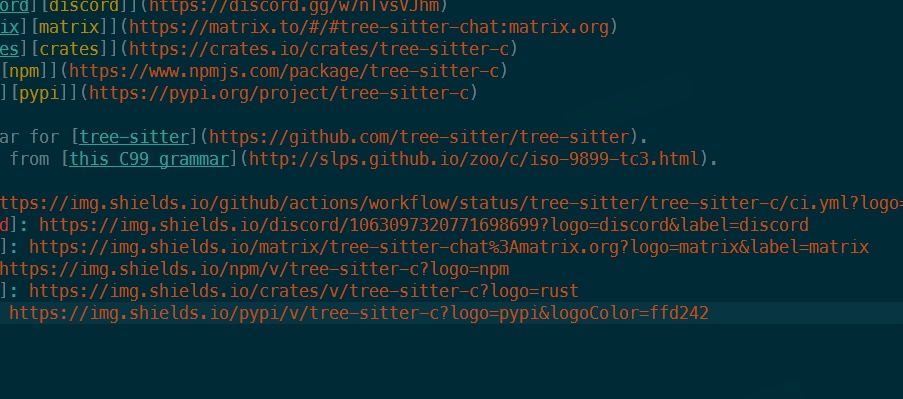 ord][discord]](https://discord.gg/w7nTvsVJhm)
ix][matrix]](https://matrix.to/#/#tree-sitter-chat:matrix.org)
es][crates]](https://crates.io/crates/tree-sitter-c)
[npm]](https://www.npmjs.com/package/tree-sitter-c)
][pypi]](https://pypi.org/project/tree-sitter-c)
ar for [tree-sitter](https://github.com/tree-sitter/tree-sitter).
from [this C99 grammar](http://slps.github.io/zoo/c/iso-9899-tc3.html).
ttps://img.shields.io/github/actions/workflow/status/tree-sitter/tree-sitter-c/ci.yml?logo=
d]: https://img.shields.io/discord/1063097320771698699?logo=discord&label=discord
]: https://img.shields.io/matrix/tree-sitter-chat%3Amatrix.org?logo=matrix&label=matrix
https://img.shields.io/npm/v/tree-sitter-c?logo=npm
]: https://img.shields.io/crates/v/tree-sitter-c?logo=rust
https://img.shields.io/pypi/v/tree-sitter-c?logo=pypi&logoColor=ffd242